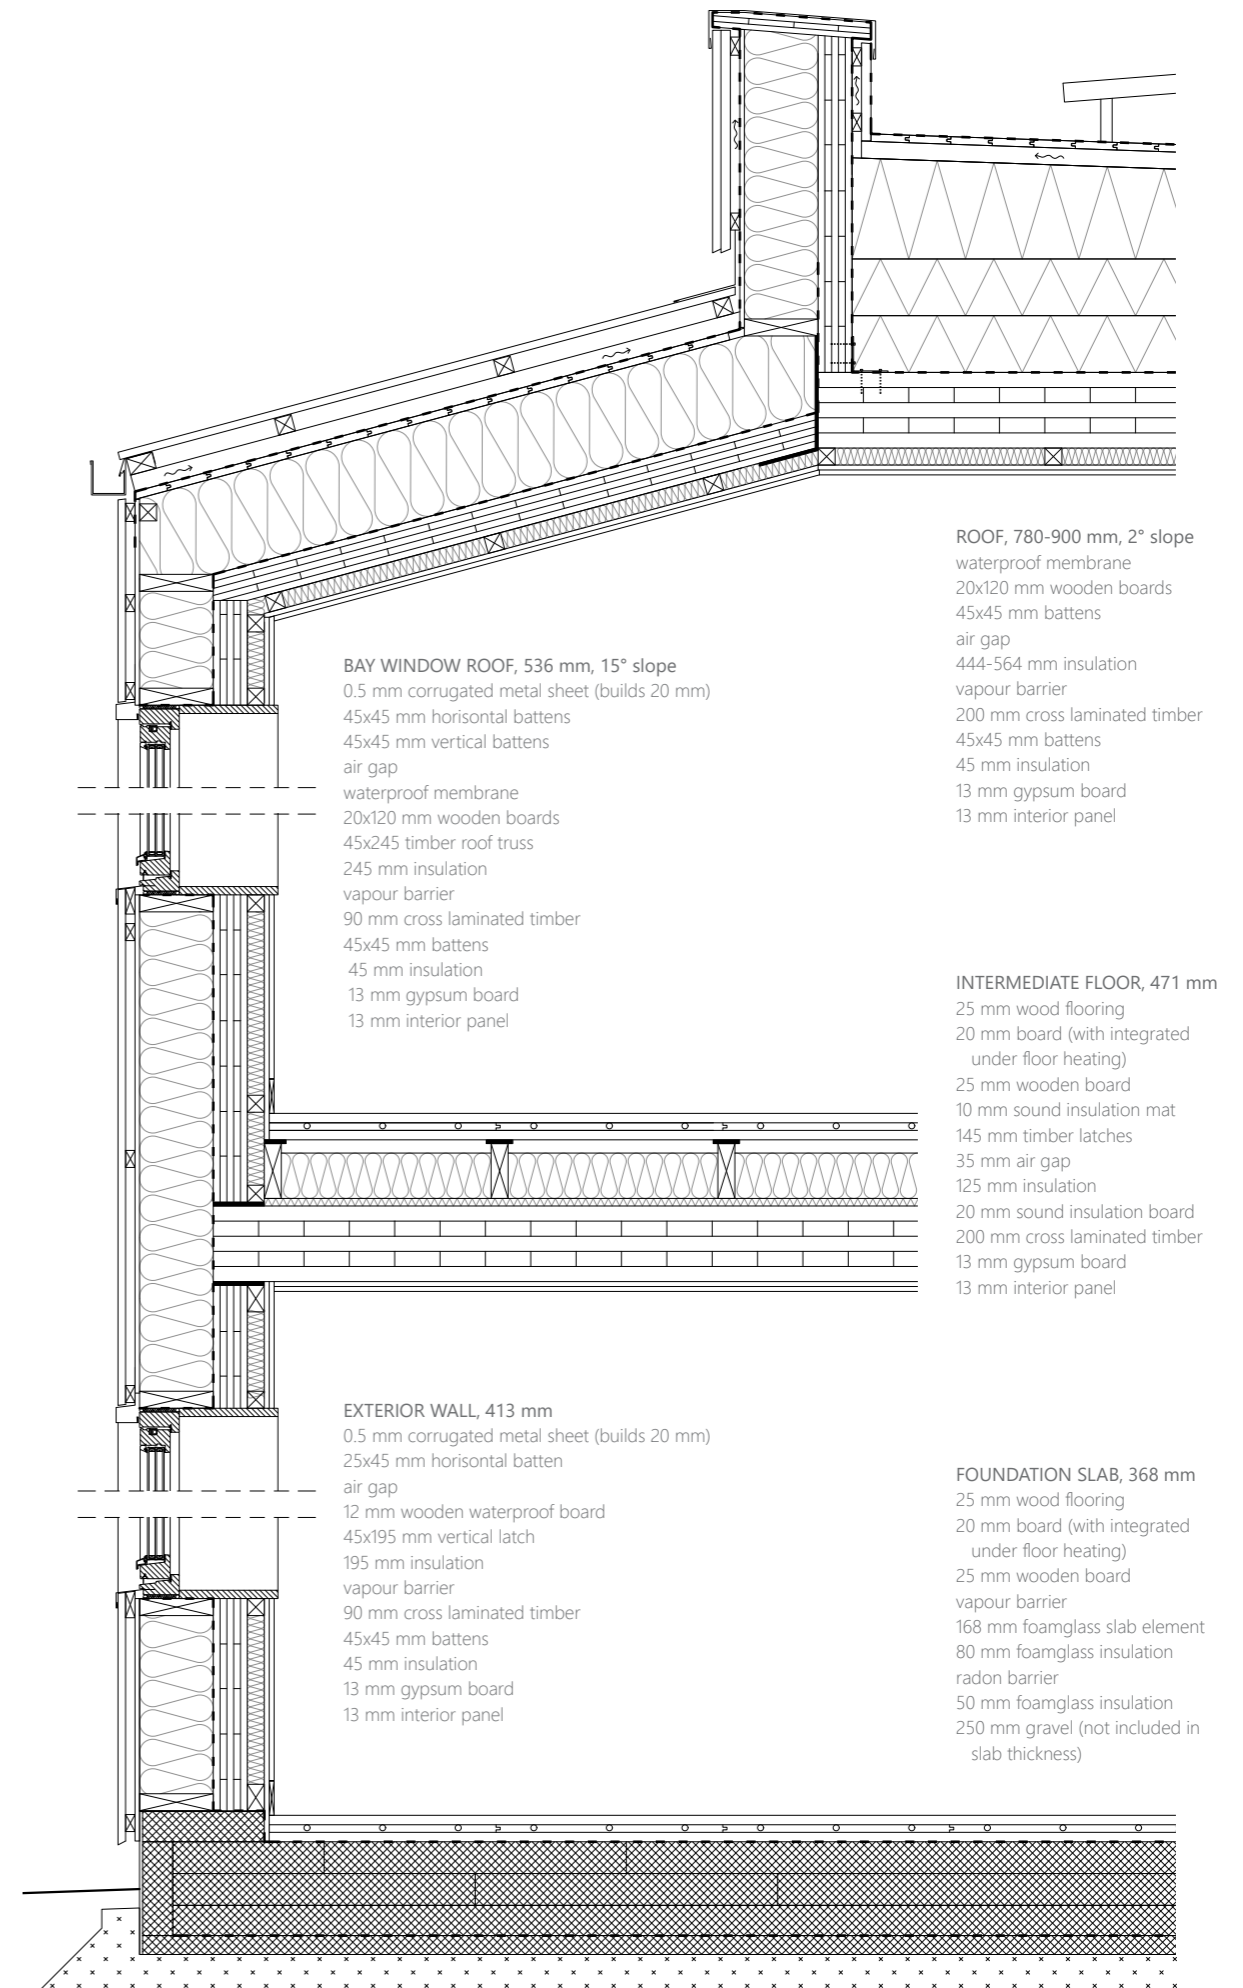 ROOF, 780-900 mm, 2° slope
waterproof membrane
20x120 mm wooden boards
45x45 mm battens
air gap
444-564 mm insulation
vapour barrier
200 mm cross laminated timber
45x45 mm battens
45 mm insulation
13 mm gypsum board
13 mm interior panel
BAY WINDOW ROOF, 536 mm, 15° slope
0.5 mm corrugated metal sheet (builds 20 mm)
45x45 mm horisontal battens
45x45 mm vertical battens
air gap
waterproof membrane
20x120 mm wooden boards
45x245 timber roof truss
245 mm insulation
vapour barrier
90 mm cross laminated timber
45x45 mm battens
45 mm insulation
13 mm gypsum board
13 mm interior panel
INTERMEDIATE FLOOR, 471 mm
25 mm wood flooring
20 mm board (with integrated
under floor heating)
25 mm wooden board
10 mm sound insulation mat
145 mm timber latches
35 mm air gap
125 mm insulation
20 mm sound insulation board
200 mm cross laminated timber
13 mm gypsum board
13 mm interior panel
EXTERIOR WALL, 413 mm
0.5 mm corrugated metal sheet (builds 20 mm)
25x45 mm horisontal batten
air gap
12 mm wooden waterproof board
45x195 mm vertical latch
195 mm insulation
vapour barrier
90 mm cross laminated timber
45x45 mm battens
45 mm insulation
13 mm gypsum board
13 mm interior panel
FOUNDATION SLAB, 368 mm
25 mm wood flooring
20 mm board (with integrated
under floor heating)
25 mm wooden board
vapour barrier
168 mm foamglass slab element
80 mm foamglass insulation
radon barrier
50 mm foamglass insulation
250 mm gravel (not included in
slab thickness)